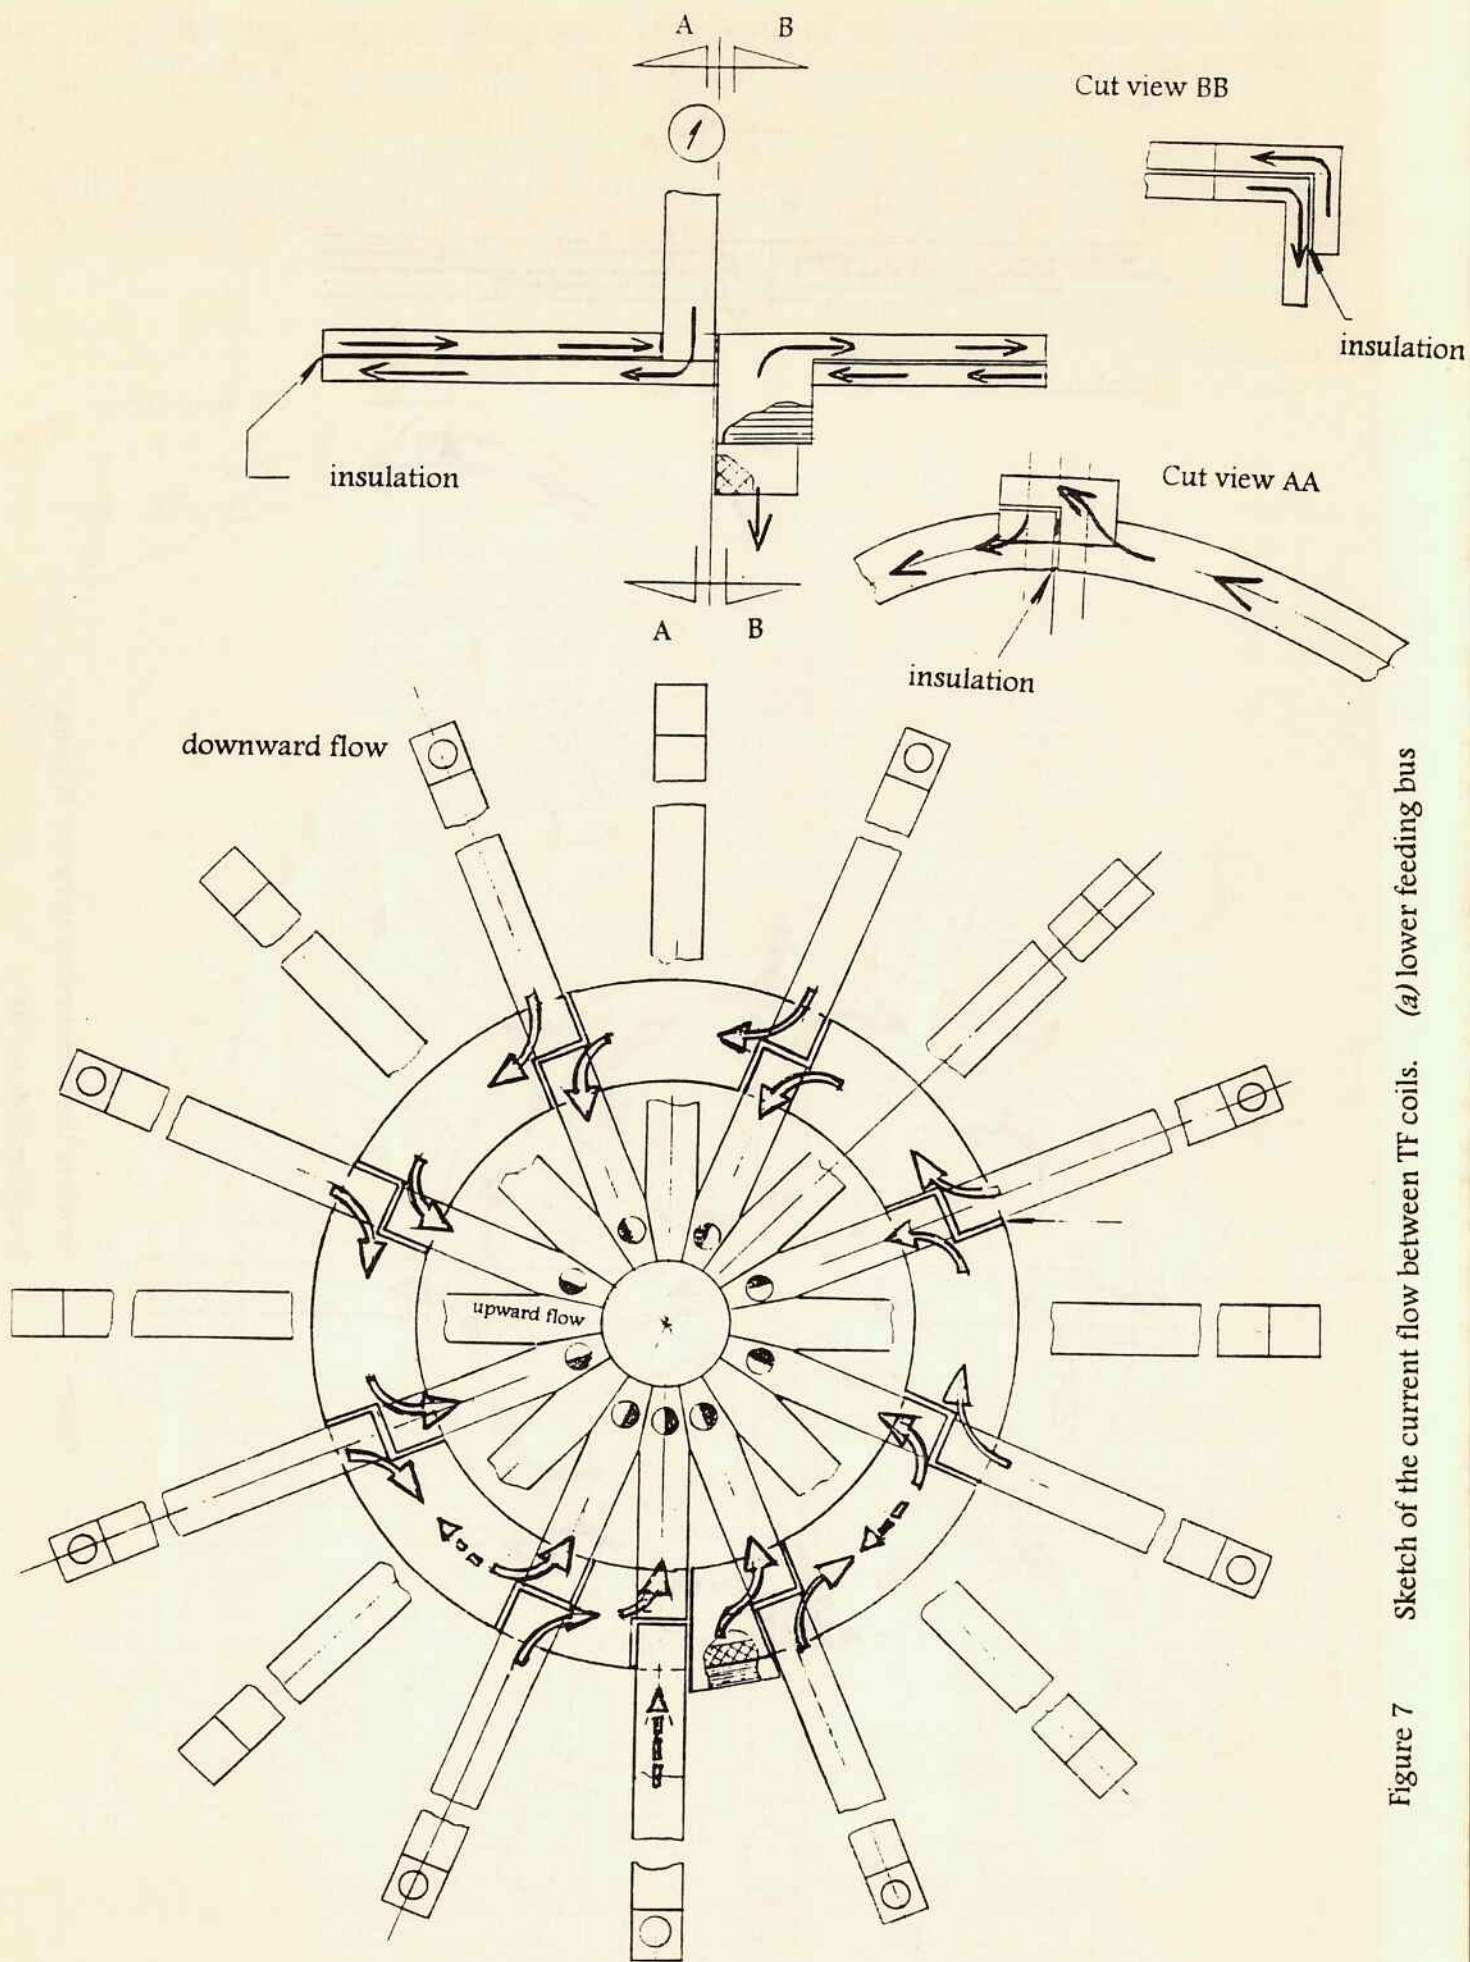 A B
Cut view BB
1
insulation
insulation
Cut view AA
A B
insulation
downward flow
upward flow
Figure 7 Sketch of the current flow between TF coils. (a) lower feeding bus